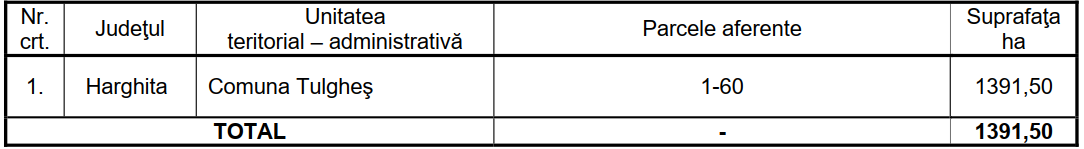 Nr. crt. Judeţul Unitatea teritorial – administrativă Parcele aferente Suprafaţa ha
1. Harghita Comuna Tulgheş 1-60 1391,50
TOTAL - 1391,50